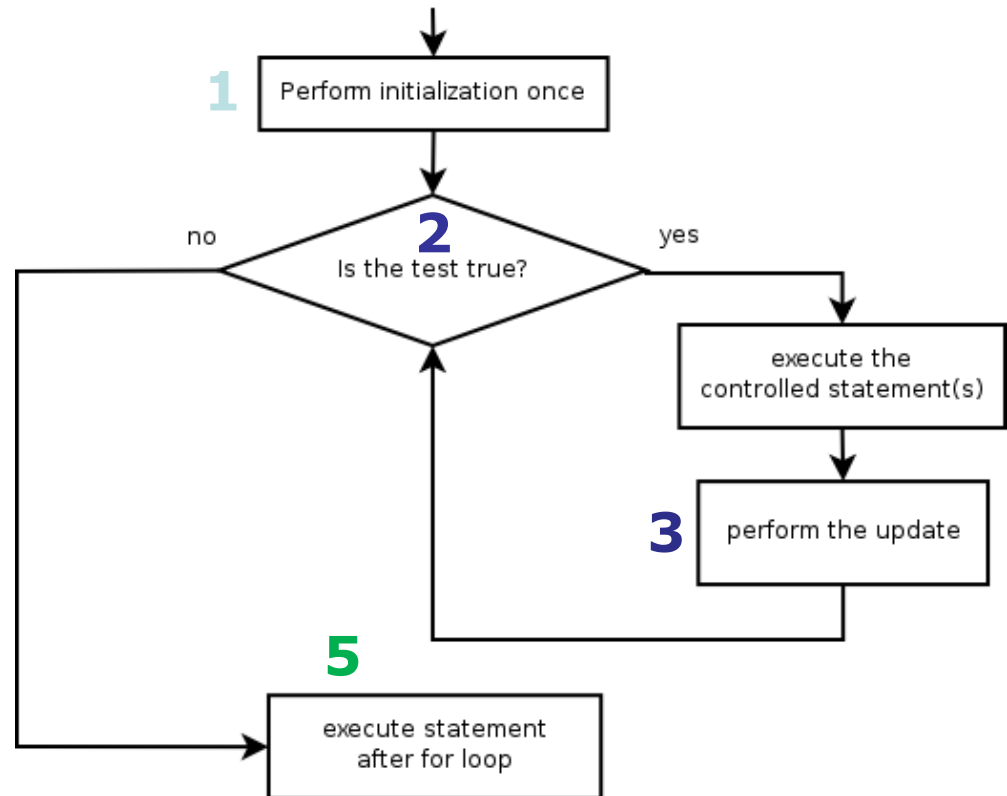 1
Perform initialization once
2
no
yes
Is the test true?
execute the
controlled statement(s)
3
perform the update
5
execute statement
after for loop